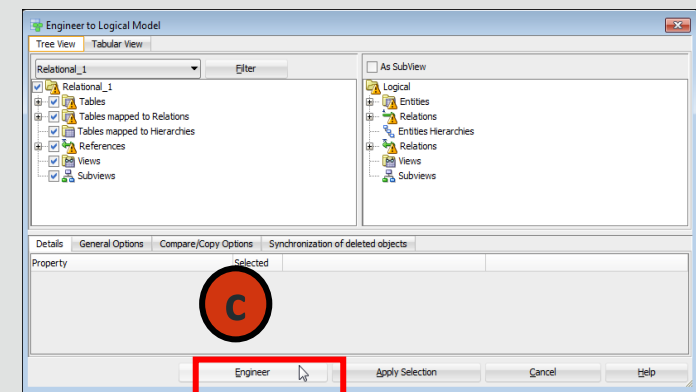 Engineer to Logical Model
Tree View Tabular View
Relational_1 Filter
As SubView
Relational_1
Tables
Tables mapped to Relations
Tables mapped to Hierarchies
References
Views
Subviews
Logical
Entities
Relations
Entities Hierarchies
Relations
Views
Subviews
Details General Options Compare/Copy Options Synchronization of deleted objects
Property Selected
c
Engineer Apply Selection Cancel Help